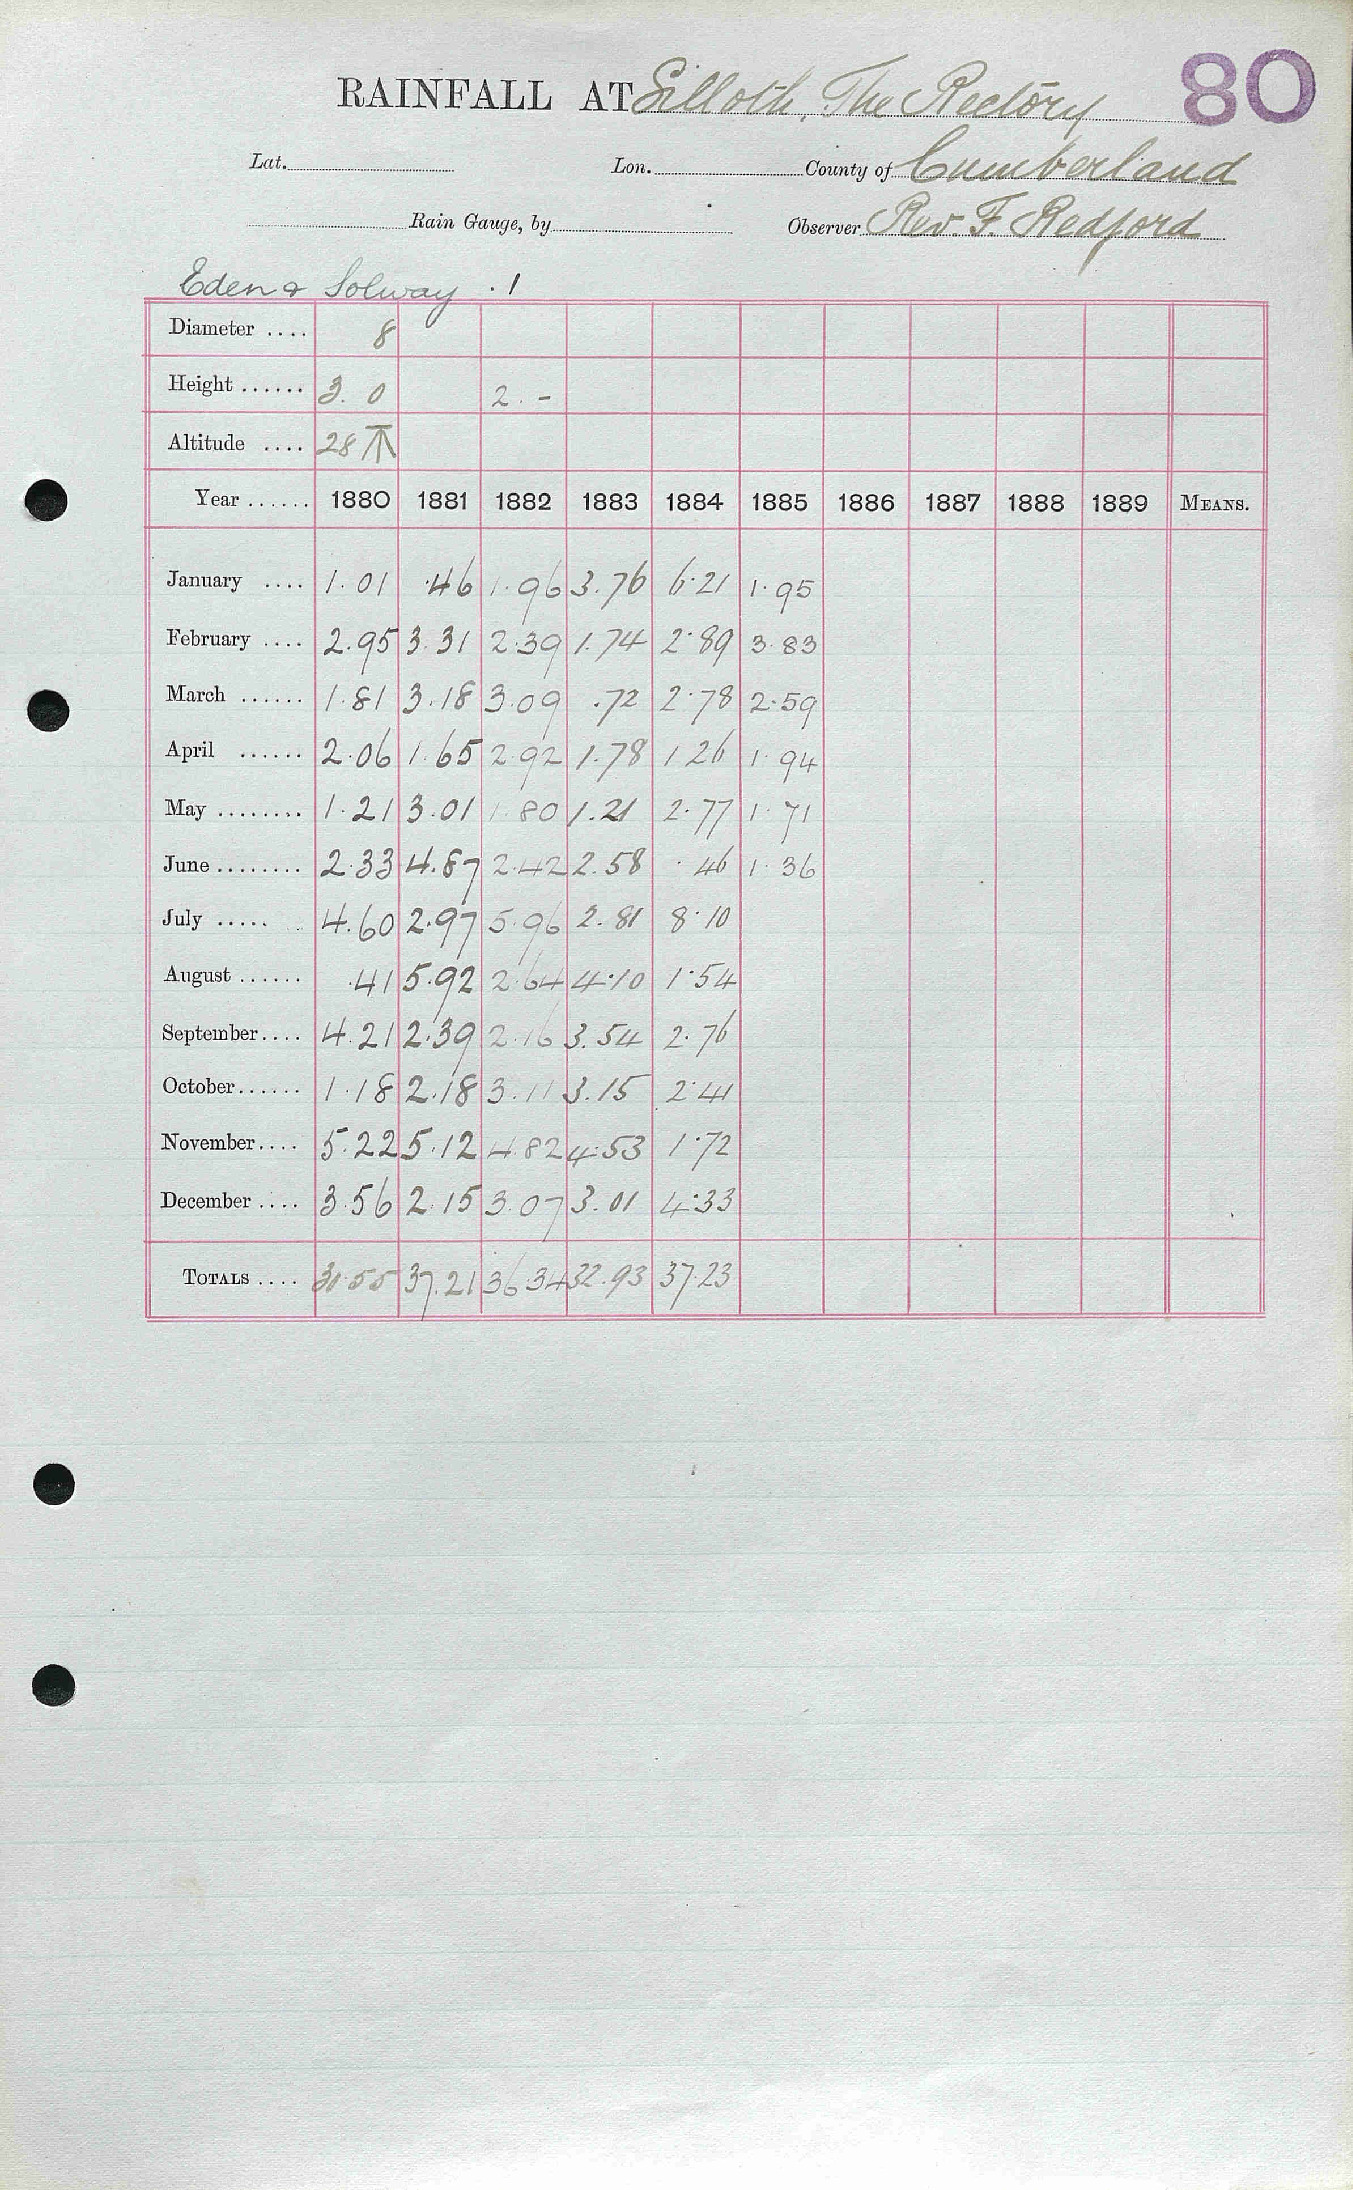 RAINFALL AT Silloth, The Rectory 80
Lat. Lon. County of Cumberland
Rain Gauge, by Observer Rev. F. Redford
Eden & Solway . 1
Diameter .... 8
Height ...... 3. 0 2. -
Altitude .... 28
Year ...... 1880 1881 1882 1883 1884 1885 1886 1887 1888 1889 MEANS.
January .... 1.01 .46 1.96 3.76 6.21 1.95
February .... 2.95 3.31 2.39 1.74 2.89 3.83
March ...... 1.81 3.18 3.09 .72 2.78 2.59
April ...... 2.06 1.65 2.92 1.78 1.26 1.94
May ........ 1.21 3.01 1.80 1.21 2.77 1.71
June ........ 2.33 4.87 2.42 2.58 .46 1.36
July ..... 4.60 2.97 5.96 2.81 8.10
August ...... .41 5.92 2.64 4.10 1.54
September .... 4.21 2.39 2.16 3.54 2.76
October ...... 1.18 2.18 3.11 3.15 2.41
November .... 5.22 5.12 4.82 4.53 1.72
December .... 3.56 2.15 3.07 3.01 4.33
TOTALS .... 30.55 37.21 36.34 32.93 37.23